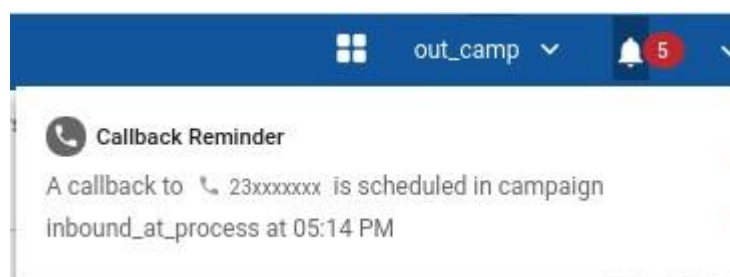 out_camp 5
Callback Reminder
A callback to 23xxxxxxx is scheduled in campaign
inbound_at_process at 05:14 PM